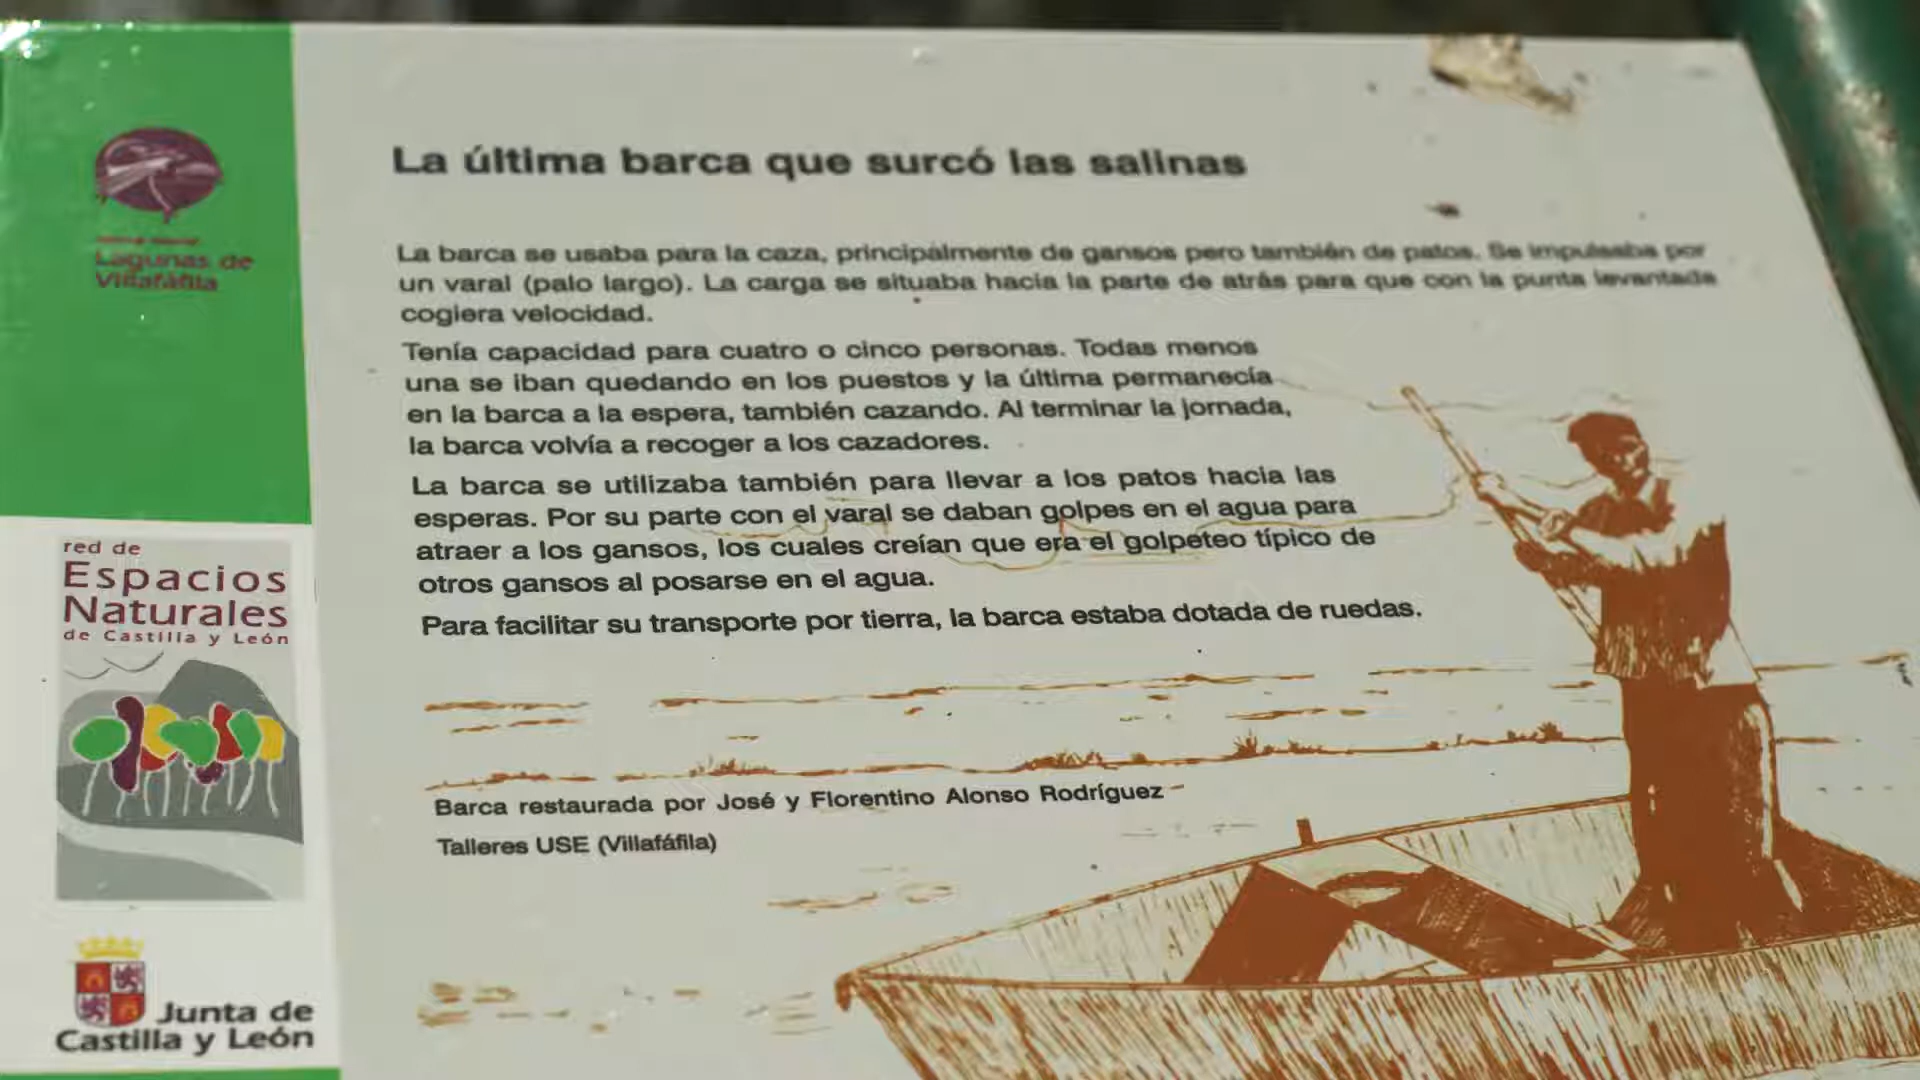 La última barca que surcó las salinas
La barca se usaba para la caza, principalmente de gansos pero también de patos. Se impulsaba por
un varal (palo largo). La carga se situaba hacia la parte de atrás para que con la punta levantada
cogiera velocidad.
Tenía capacidad para cuatro o cinco personas. Todas menos
una se iban quedando en los puestos y la última permanecía
en la barca a la espera, también cazando. Al terminar la jornada,
la barca volvía a recoger a los cazadores.
La barca se utilizaba también para llevar a los patos hacia las
esperas. Por su parte con el varal se daban golpes en el agua para
atraer a los gansos, los cuales creían que era el golpeteo típico de
otros gansos al posarse en el agua.
Para facilitar su transporte por tierra, la barca estaba dotada de ruedas.
Barca restaurada por José y Florentino Alonso Rodríguez
Talleres USE (Villafáfila)
Lagunas de
Villafáfila
red de
Espacios
Naturales
de Castilla y León
Junta de
Castilla y León